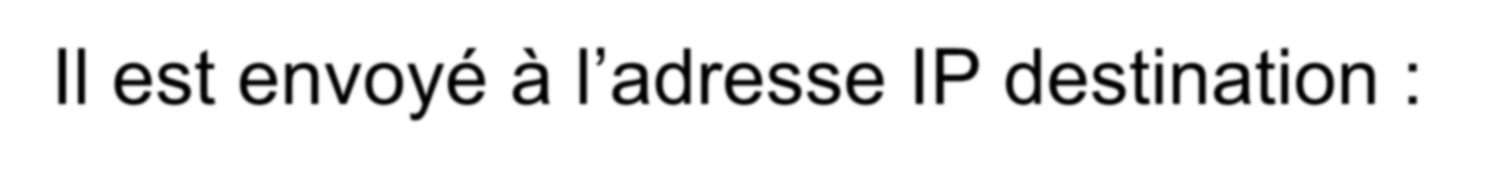 Il est envoyé à l’adresse IP destination :